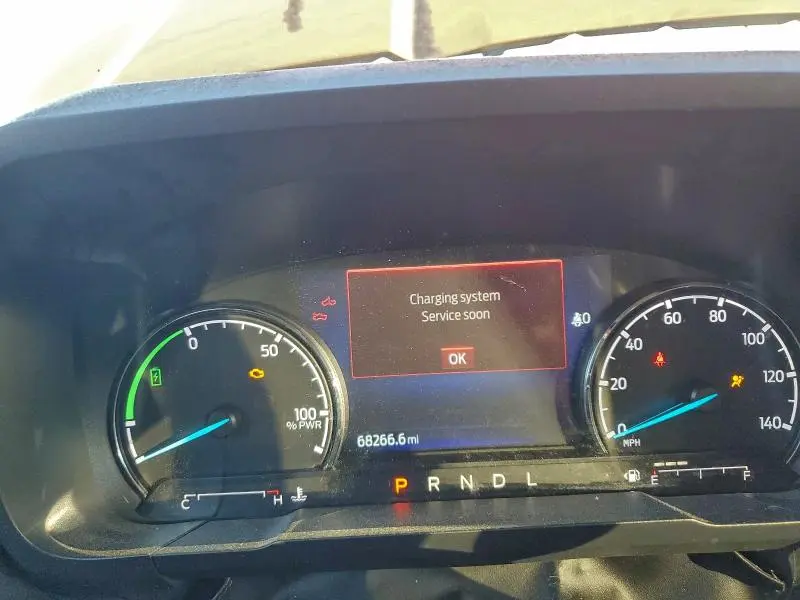 Charging system
Service soon
OK
0
50
100
% PWR
0
20
40
60
80
100
120
140
MPH
68266.6 mi
P R N D L
C H
E F